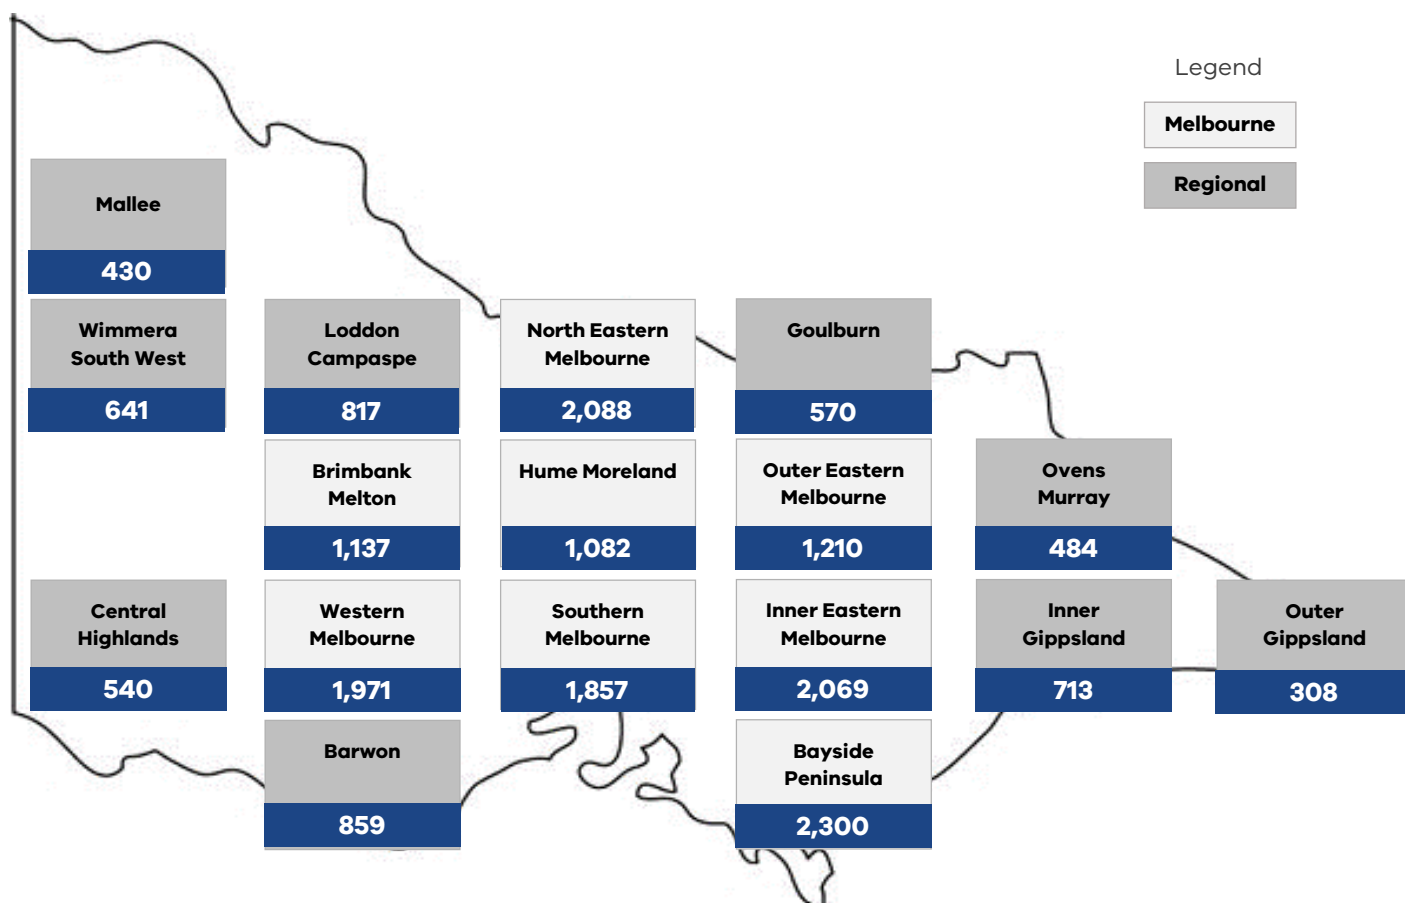 Legend
Melbourne
Regional
Mallee
430
Wimmera
South West
641
Loddon
Campaspe
817
North Eastern
Melbourne
2,088
Goulburn
570
Brimbank
Melton
1,137
Hume Moreland
1,082
Outer Eastern
Melbourne
1,210
Ovens
Murray
484
Central
Highlands
540
Western
Melbourne
1,971
Southern
Melbourne
1,857
Inner Eastern
Melbourne
2,069
Inner
Gippsland
713
Outer
Gippsland
308
Barwon
859
Bayside
Peninsula
2,300